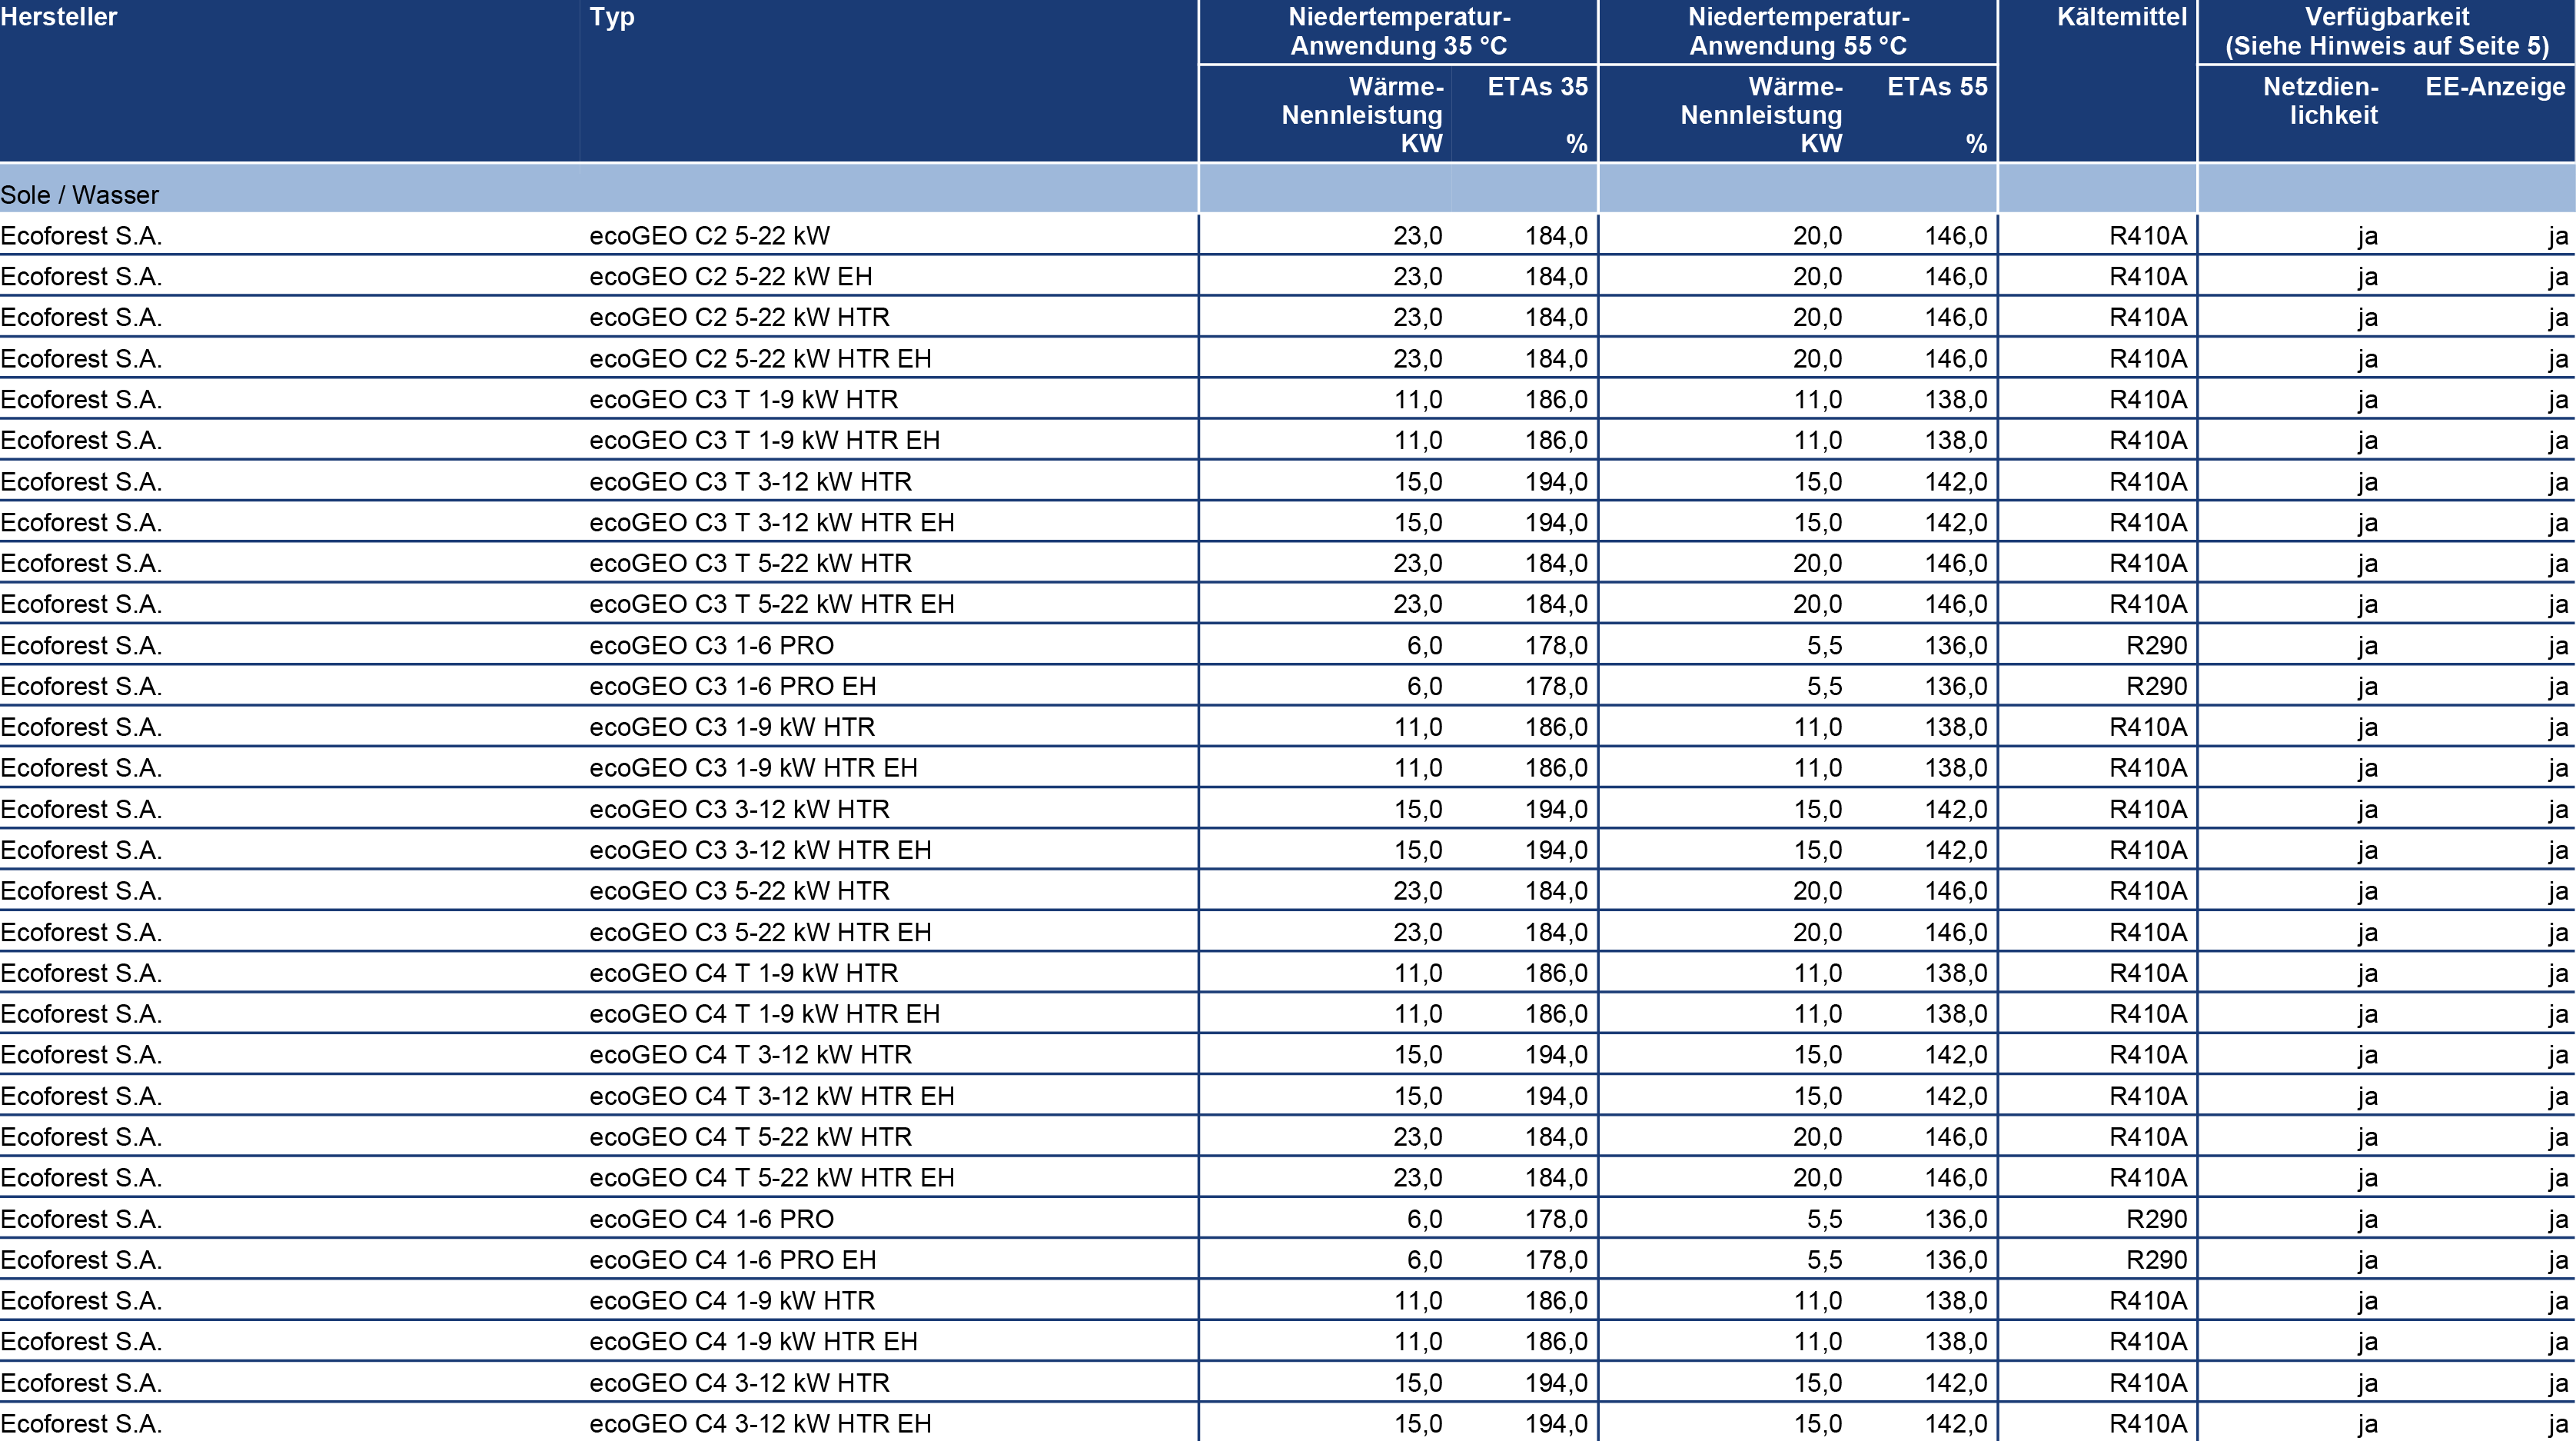 Hersteller Typ Niedertemperatur- Niedertemperatur- Kältemittel Verfügbarkeit
Anwendung 35 °C Anwendung 55 °C (Siehe Hinweis auf Seite 5)
Wärme- ETAs 35 Wärme- ETAs 55 Netzdien- EE-Anzeige
Nennleistung Nennleistung lichkeit
KW % KW %
Sole / Wasser
Ecoforest S.A. ecoGEO C2 5-22 kW 23,0 184,0 20,0 146,0 R410A ja ja
Ecoforest S.A. ecoGEO C2 5-22 kW EH 23,0 184,0 20,0 146,0 R410A ja ja
Ecoforest S.A. ecoGEO C2 5-22 kW HTR 23,0 184,0 20,0 146,0 R410A ja ja
Ecoforest S.A. ecoGEO C2 5-22 kW HTR EH 23,0 184,0 20,0 146,0 R410A ja ja
Ecoforest S.A. ecoGEO C3 T 1-9 kW HTR 11,0 186,0 11,0 138,0 R410A ja ja
Ecoforest S.A. ecoGEO C3 T 1-9 kW HTR EH 11,0 186,0 11,0 138,0 R410A ja ja
Ecoforest S.A. ecoGEO C3 T 3-12 kW HTR 15,0 194,0 15,0 142,0 R410A ja ja
Ecoforest S.A. ecoGEO C3 T 3-12 kW HTR EH 15,0 194,0 15,0 142,0 R410A ja ja
Ecoforest S.A. ecoGEO C3 T 5-22 kW HTR 23,0 184,0 20,0 146,0 R410A ja ja
Ecoforest S.A. ecoGEO C3 T 5-22 kW HTR EH 23,0 184,0 20,0 146,0 R410A ja ja
Ecoforest S.A. ecoGEO C3 1-6 PRO 6,0 178,0 5,5 136,0 R290 ja ja
Ecoforest S.A. ecoGEO C3 1-6 PRO EH 6,0 178,0 5,5 136,0 R290 ja ja
Ecoforest S.A. ecoGEO C3 1-9 kW HTR 11,0 186,0 11,0 138,0 R410A ja ja
Ecoforest S.A. ecoGEO C3 1-9 kW HTR EH 11,0 186,0 11,0 138,0 R410A ja ja
Ecoforest S.A. ecoGEO C3 3-12 kW HTR 15,0 194,0 15,0 142,0 R410A ja ja
Ecoforest S.A. ecoGEO C3 3-12 kW HTR EH 15,0 194,0 15,0 142,0 R410A ja ja
Ecoforest S.A. ecoGEO C3 5-22 kW HTR 23,0 184,0 20,0 146,0 R410A ja ja
Ecoforest S.A. ecoGEO C3 5-22 kW HTR EH 23,0 184,0 20,0 146,0 R410A ja ja
Ecoforest S.A. ecoGEO C4 T 1-9 kW HTR 11,0 186,0 11,0 138,0 R410A ja ja
Ecoforest S.A. ecoGEO C4 T 1-9 kW HTR EH 11,0 186,0 11,0 138,0 R410A ja ja
Ecoforest S.A. ecoGEO C4 T 3-12 kW HTR 15,0 194,0 15,0 142,0 R410A ja ja
Ecoforest S.A. ecoGEO C4 T 3-12 kW HTR EH 15,0 194,0 15,0 142,0 R410A ja ja
Ecoforest S.A. ecoGEO C4 T 5-22 kW HTR 23,0 184,0 20,0 146,0 R410A ja ja
Ecoforest S.A. ecoGEO C4 T 5-22 kW HTR EH 23,0 184,0 20,0 146,0 R410A ja ja
Ecoforest S.A. ecoGEO C4 1-6 PRO 6,0 178,0 5,5 136,0 R290 ja ja
Ecoforest S.A. ecoGEO C4 1-6 PRO EH 6,0 178,0 5,5 136,0 R290 ja ja
Ecoforest S.A. ecoGEO C4 1-9 kW HTR 11,0 186,0 11,0 138,0 R410A ja ja
Ecoforest S.A. ecoGEO C4 1-9 kW HTR EH 11,0 186,0 11,0 138,0 R410A ja ja
Ecoforest S.A. ecoGEO C4 3-12 kW HTR 15,0 194,0 15,0 142,0 R410A ja ja
Ecoforest S.A. ecoGEO C4 3-12 kW HTR EH 15,0 194,0 15,0 142,0 R410A ja ja